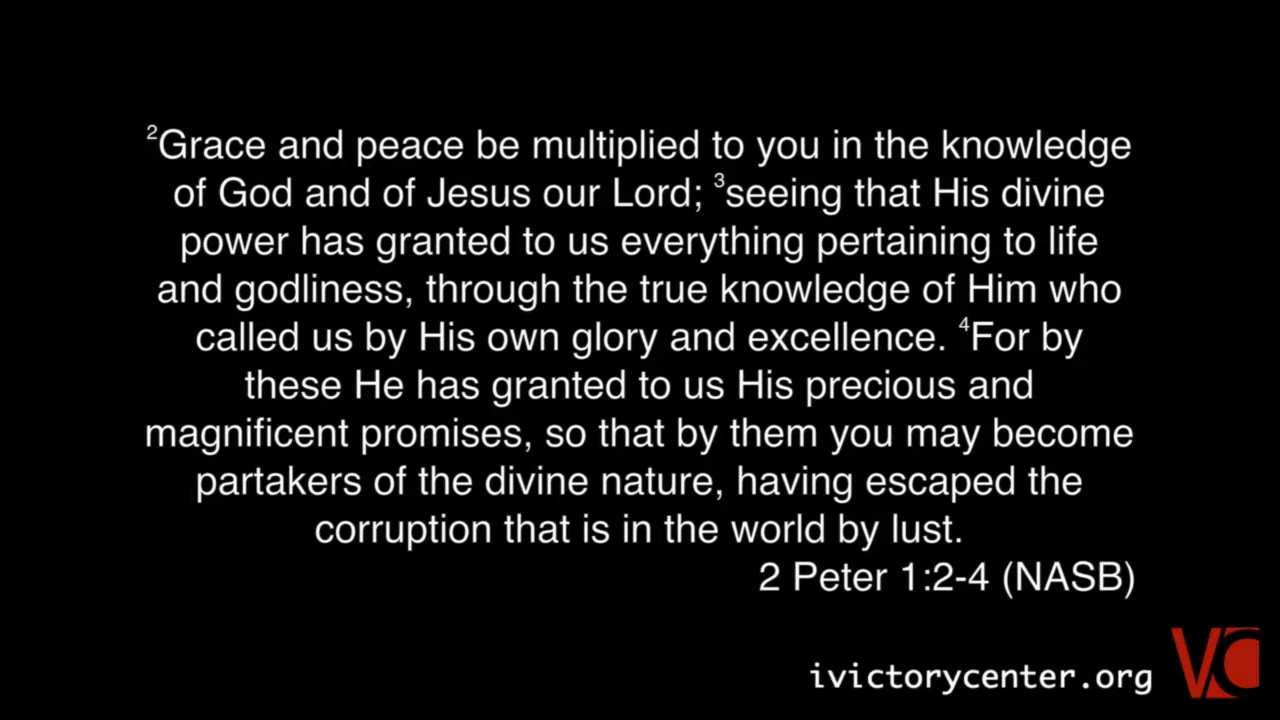 ²Grace and peace be multiplied to you in the knowledge
of God and of Jesus our Lord; ³seeing that His divine
power has granted to us everything pertaining to life
and godliness, through the true knowledge of Him who
called us by His own glory and excellence. ⁴For by
these He has granted to us His precious and
magnificent promises, so that by them you may become
partakers of the divine nature, having escaped the
corruption that is in the world by lust.
2 Peter 1:2-4 (NASB)
ivictorycenter.org
VC